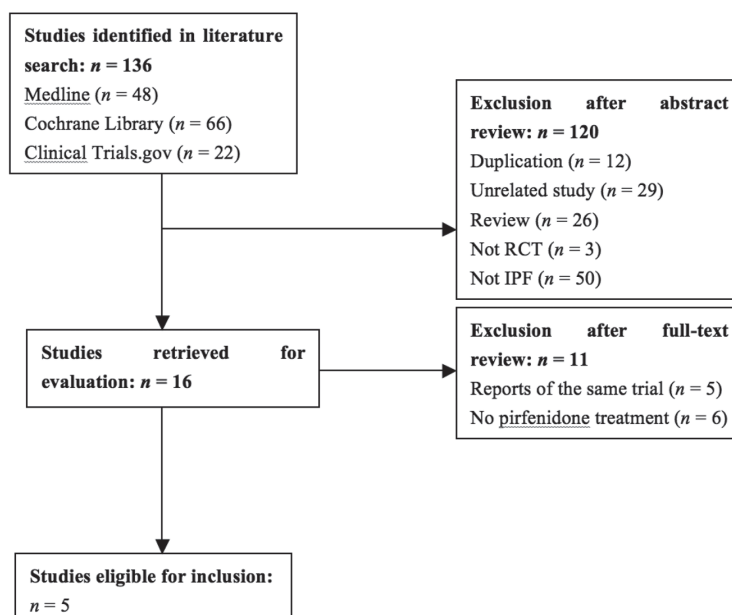 Studies identified in literature
search: n = 136
Medline (n = 48)
Cochrane Library (n = 66)
Clinical Trials.gov (n = 22)
Exclusion after abstract
review: n = 120
Duplication (n = 12)
Unrelated study (n = 29)
Review (n = 26)
Not RCT (n = 3)
Not IPF (n = 50)
Studies retrieved for
evaluation: n = 16
Exclusion after full-text
review: n = 11
Reports of the same trial (n = 5)
No pirfenidone treatment (n = 6)
Studies eligible for inclusion:
n = 5